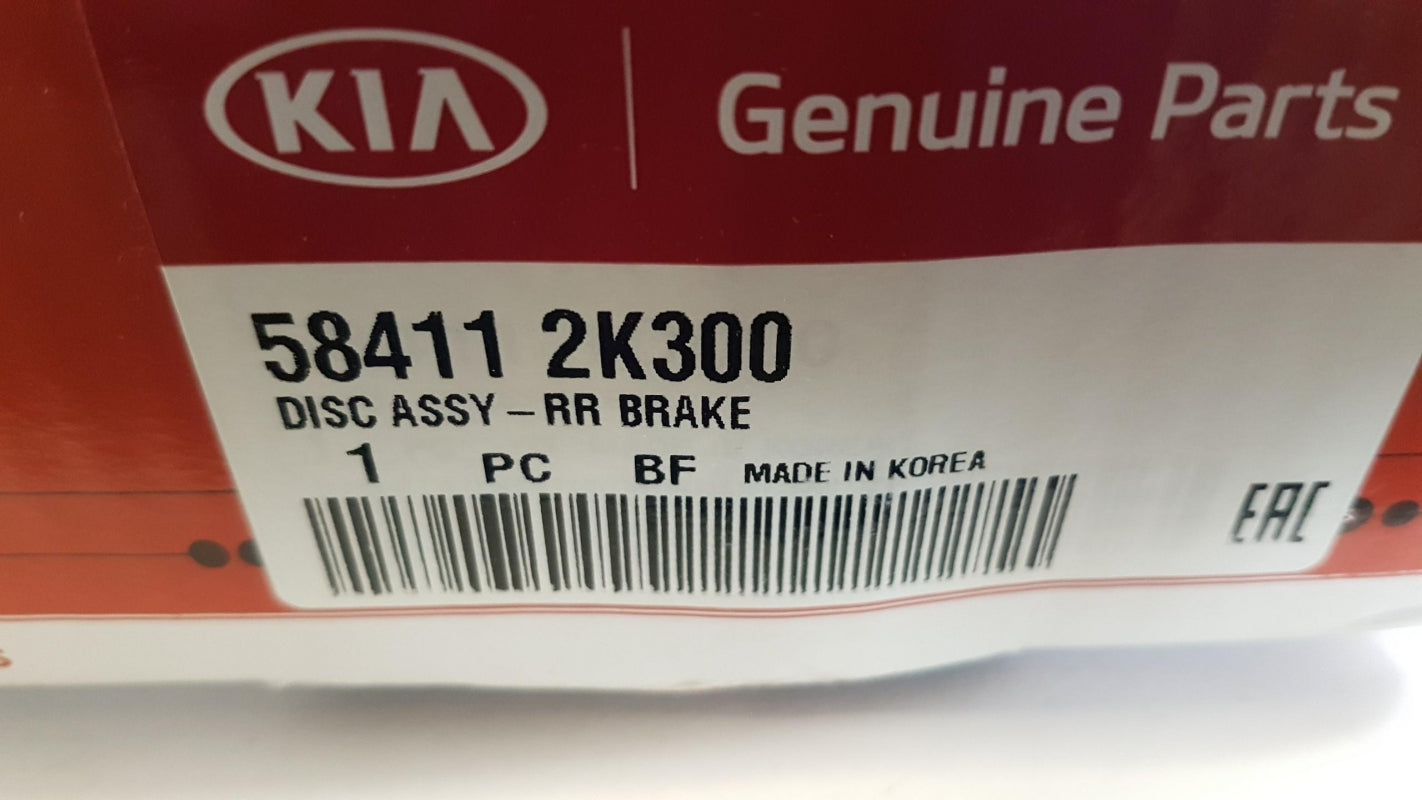 KIA Genuine Parts
58411 2K300
DISC ASSY-RR BRAKE
1 PC BF MADE IN KOREA
EAC